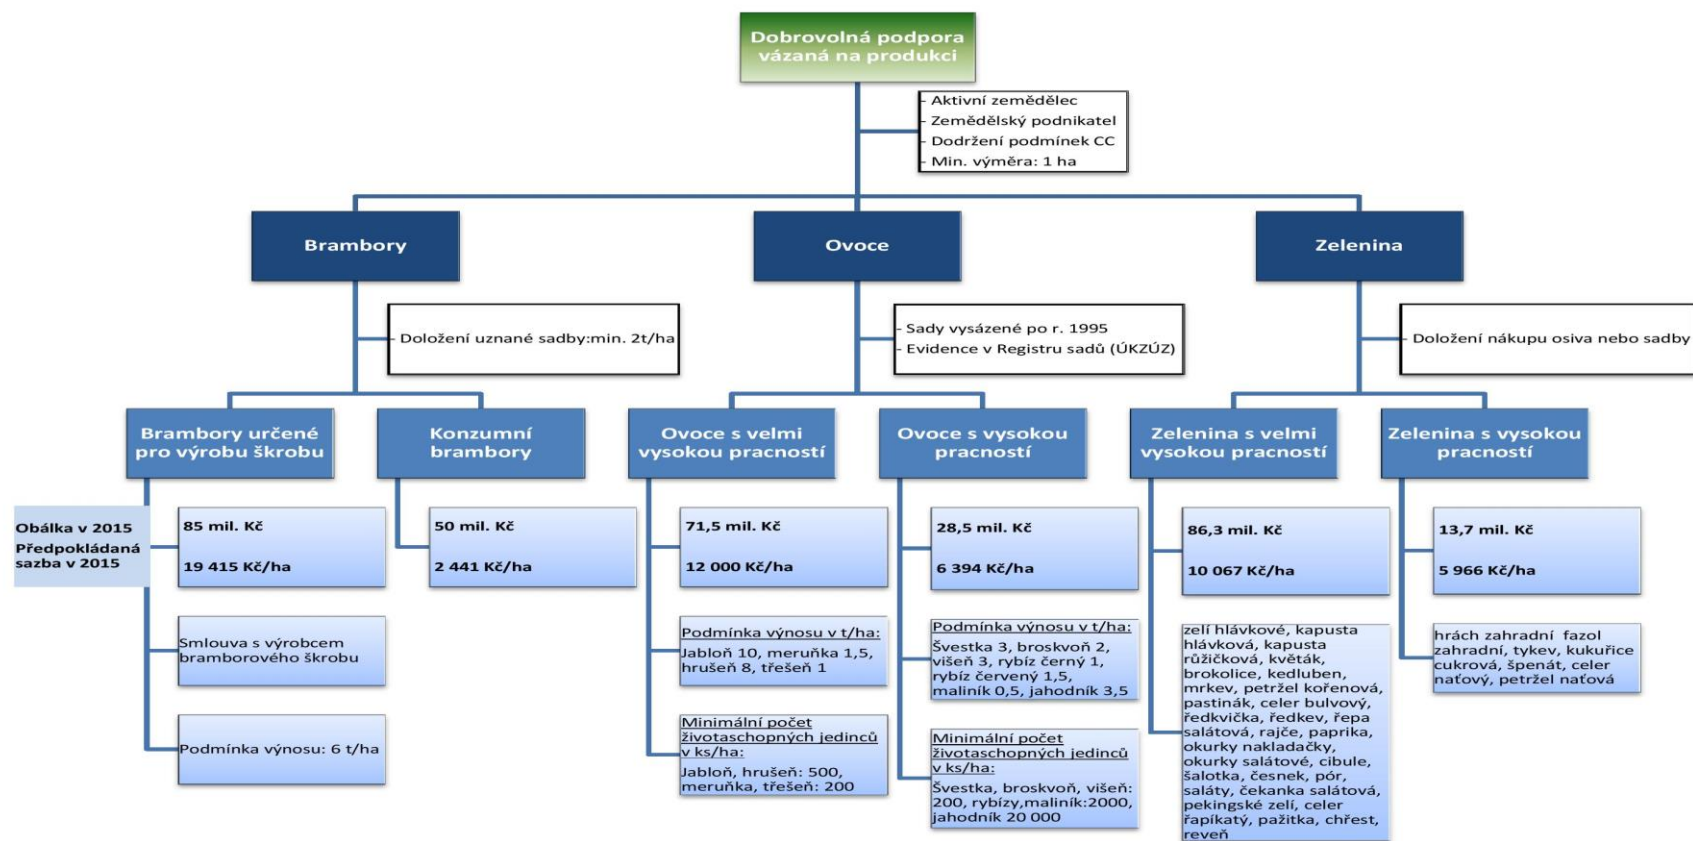 Dobrovolná podpora
vázaná na produkci
- Aktivní zemědělec
- Zemědělský podnikatel
- Dodržení podmínek CC
- Min. výměra: 1 ha
Brambory
Ovoce
Zelenina
- Doložení uznané sadby:min. 2t/ha
- Sady vysázené po r. 1995
- Evidence v Registru sadů (ÚKZÚZ)
- Doložení nákupu osiva nebo sadby
Brambory určené
pro výrobu škrobu
Konzumní
brambory
Ovoce s velmi
vysokou pracností
Ovoce s vysokou
pracností
Zelenina s velmi
vysokou pracností
Zelenina s vysokou
pracností
Obálka v 2015
Předpokládaná
sazba v 2015
85 mil. Kč
19 415 Kč/ha
50 mil. Kč
2 441 Kč/ha
71,5 mil. Kč
12 000 Kč/ha
28,5 mil. Kč
6 394 Kč/ha
86,3 mil. Kč
10 067 Kč/ha
13,7 mil. Kč
5 966 Kč/ha
Smlouva s výrobcem
bramborového škrobu
Podmínka výnosu: 6 t/ha
Podmínka výnosu v t/ha:
Jabloň 10, meruňka 1,5,
hrušeň 8, třešeň 1
Minimální počet
životaschopných jedinců
v ks/ha:
Jabloň, hrušeň: 500,
meruňka, třešeň: 200
Podmínka výnosu v t/ha:
Švestka 3, broskvoň 2,
višeň 3, rybíz černý 1,
rybíz červený 1,5,
maliník 0,5, jahodník 3,5
Minimální počet
životaschopných jedinců
v ks/ha:
Švestka, broskvoň, višeň:
200, rybízy,maliník:2000,
jahodník 20 000
zelí hlávkové, kapusta
hlávková, kapusta
růžičková, květák,
brokolice, kedluben,
mrkev, petržel kořenová,
pastinák, celer bulvový,
ředkvička, ředkev, řepa
salátová, rajče, paprika,
okurky nakladačky,
okurky salátové, cibule,
šalotka, česnek, pór,
saláty, čekanka salátová,
pekingské zelí, celer
řapíkatý, pažitka, chřest,
reveň
hrách zahradní fazol
zahradní, tykev, kukuřice
cukrová, špenát, celer
naťový, petržel naťová